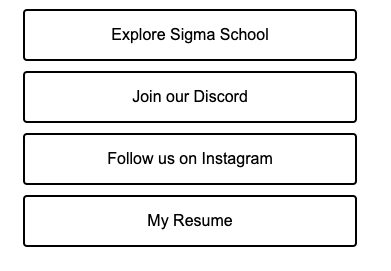 Explore Sigma School
Join our Discord
Follow us on Instagram
My Resume